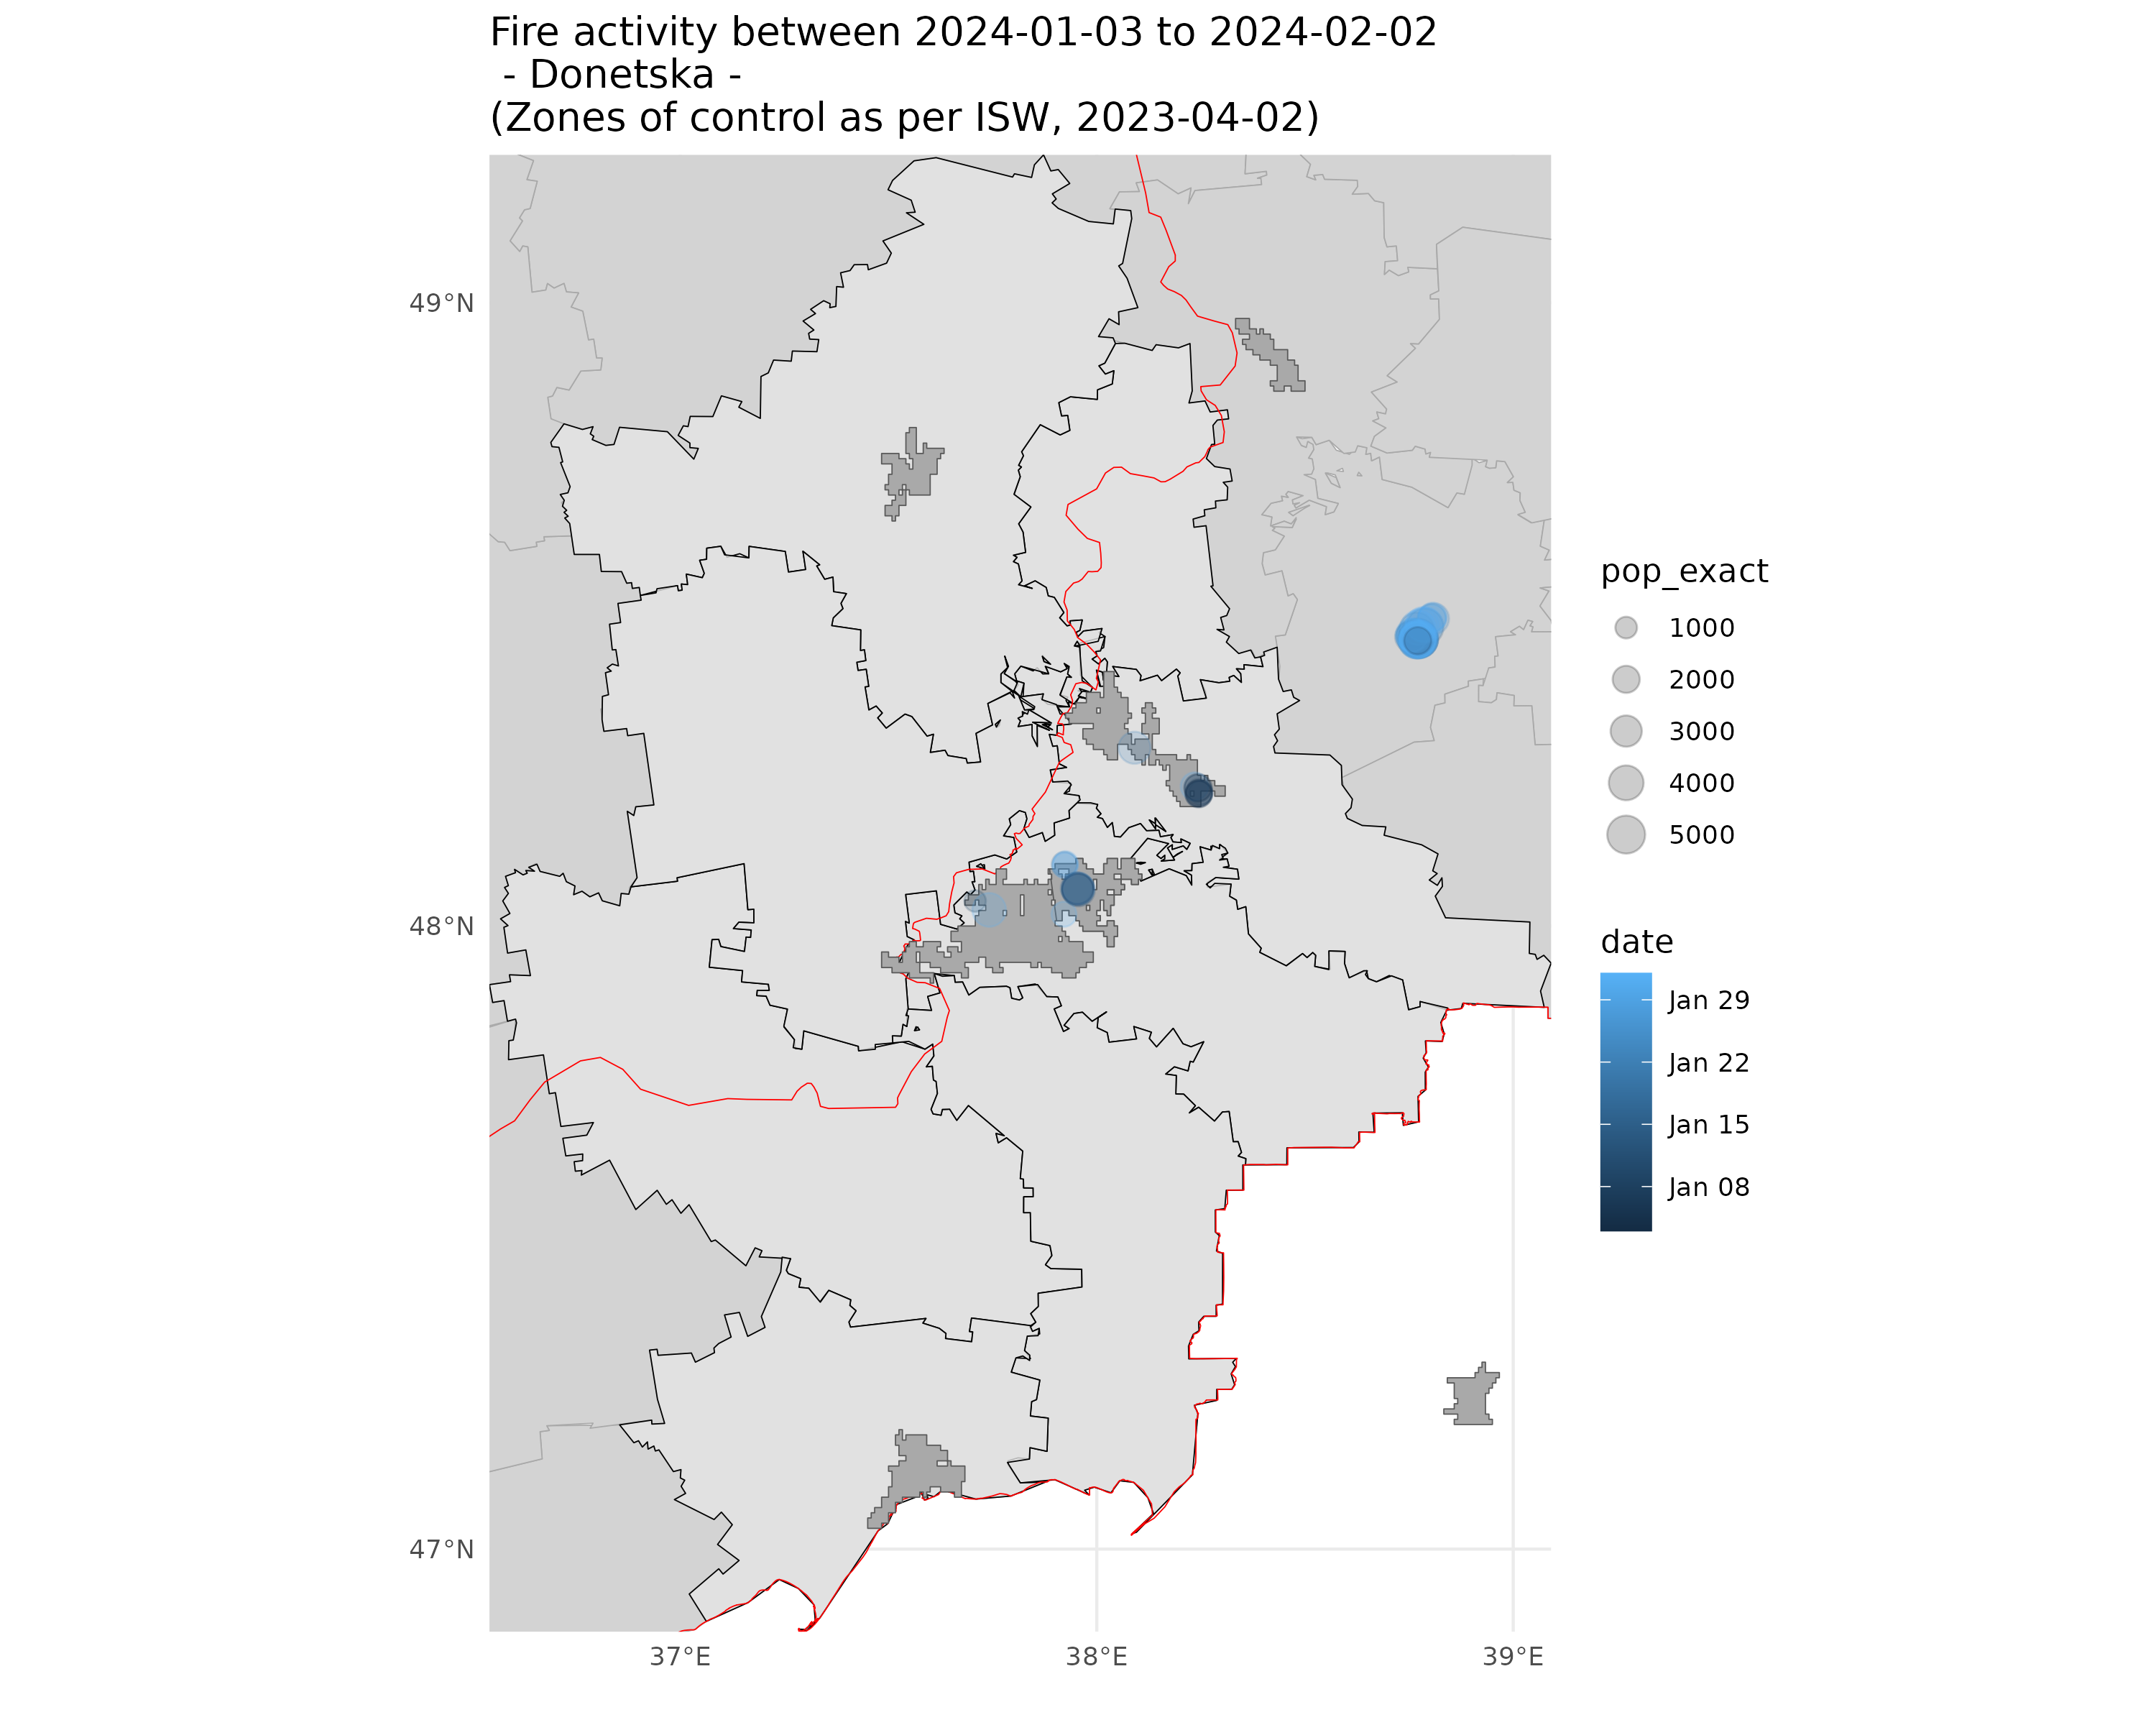 Fire activity between 2024-01-03 to 2024-02-02
- Donetska -
(Zones of control as per ISW, 2023-04-02)
49°N
48°N
47°N
37°E
38°E
39°E
pop_exact
1000
2000
3000
4000
5000
date
Jan 29
Jan 22
Jan 15
Jan 08